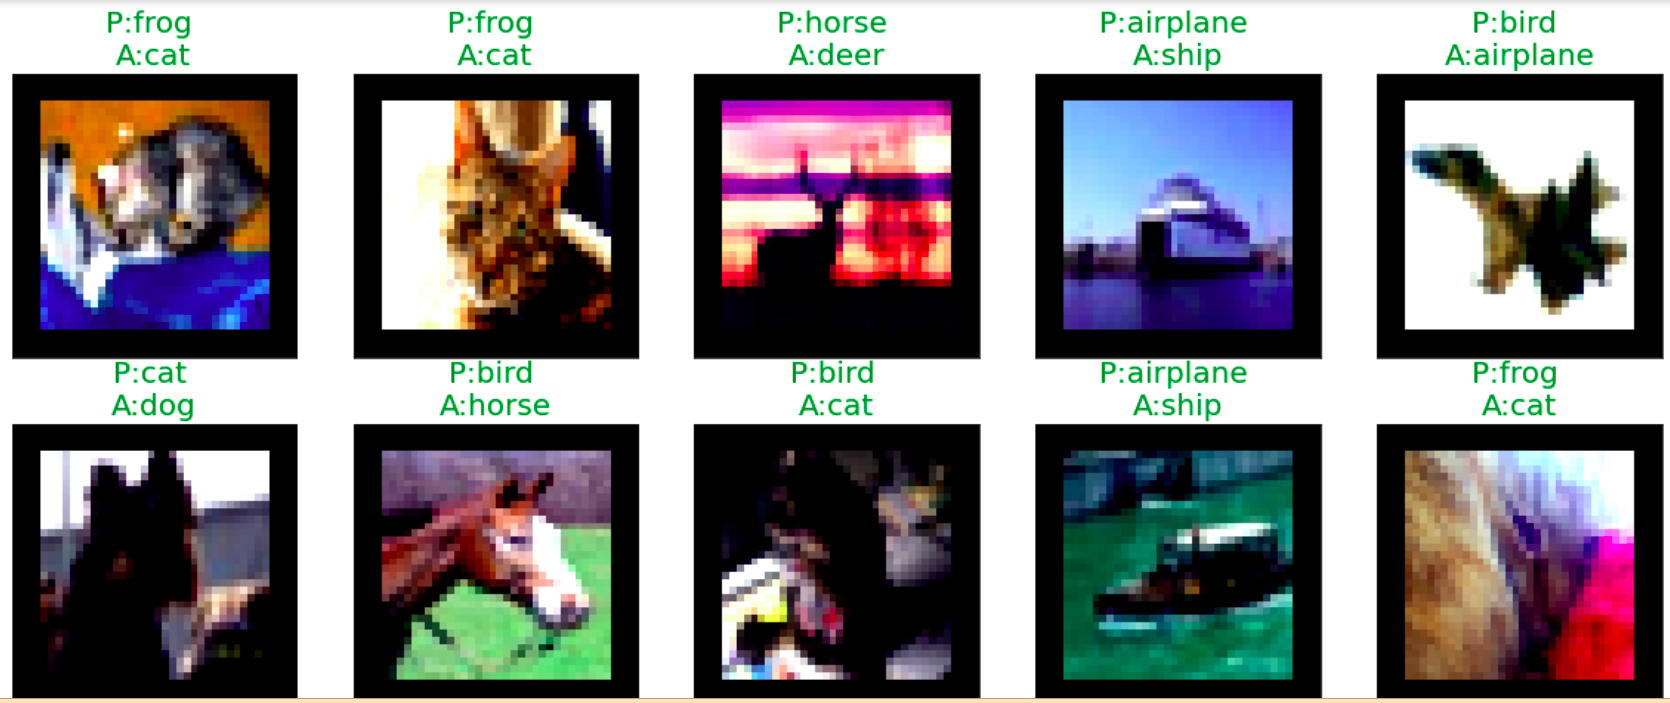 P:frog
A:cat
P:frog
A:cat
P:horse
A:deer
P:airplane
A:ship
P:bird
A:airplane
P:cat
A:dog
P:bird
A:horse
P:bird
A:cat
P:airplane
A:ship
P:frog
A:cat